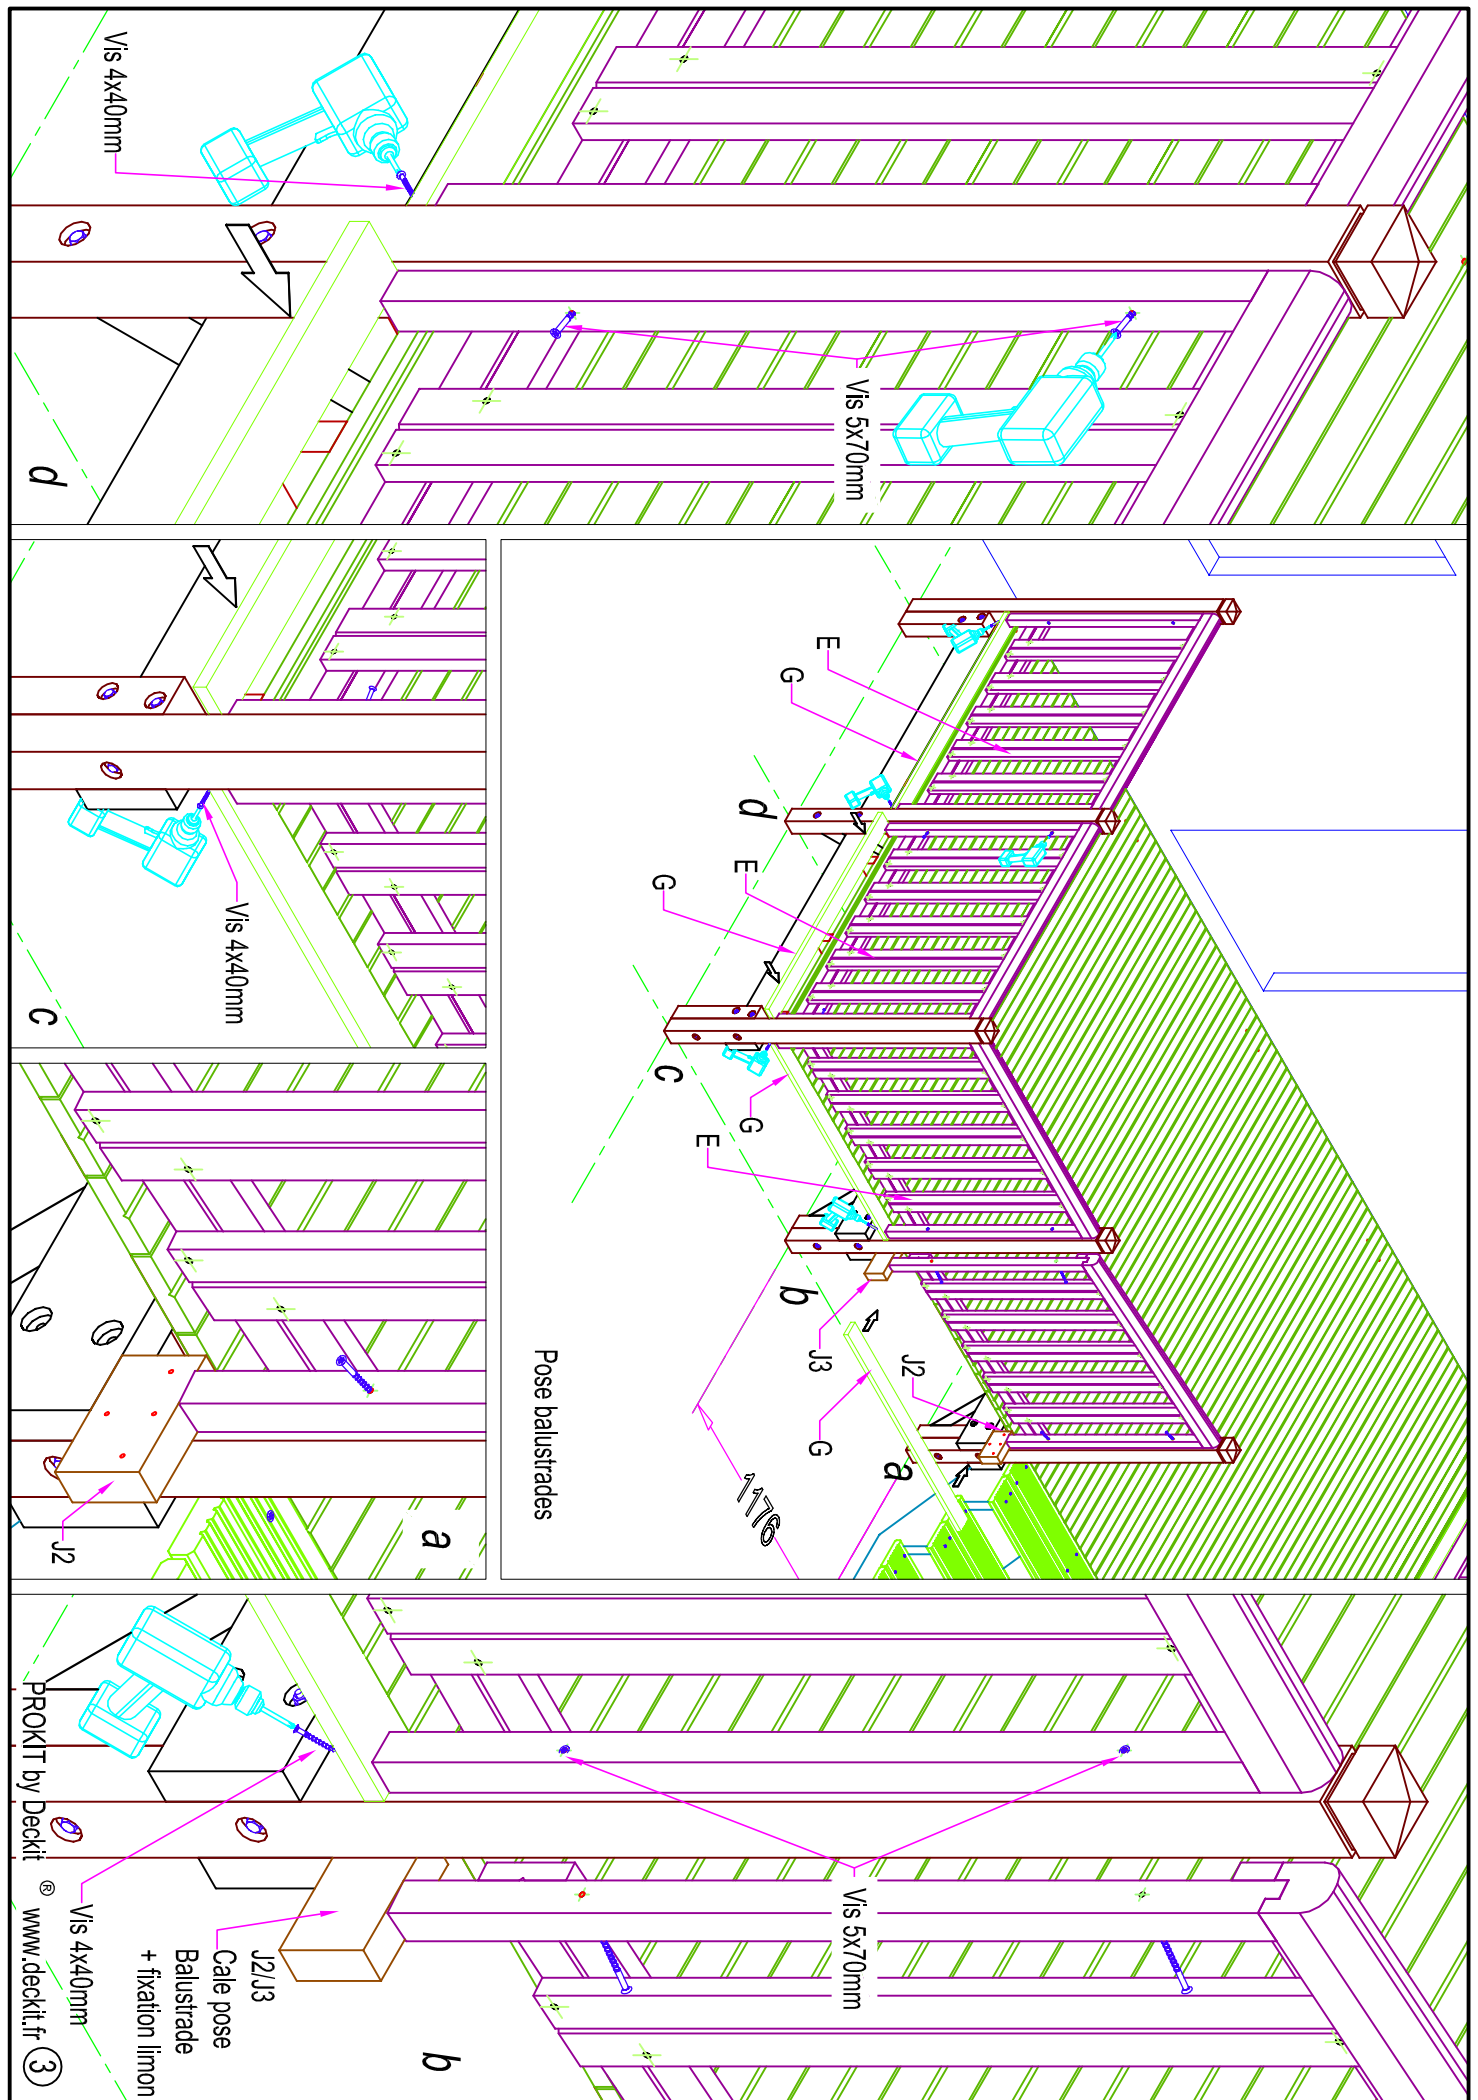 Vis 4x40mm
Vis 5x70mm
d
E
G
d
E
G
c
G
E
b
J3
J2
G
a
1176
Pose balustrades
Vis 4x40mm
c
J2
a
Vis 5x70mm
J2/J3
Cale pose
Balustrade
+ fixation limon
Vis 4x40mm
b
PROKIT by Deckit ® www.deckit.fr 3